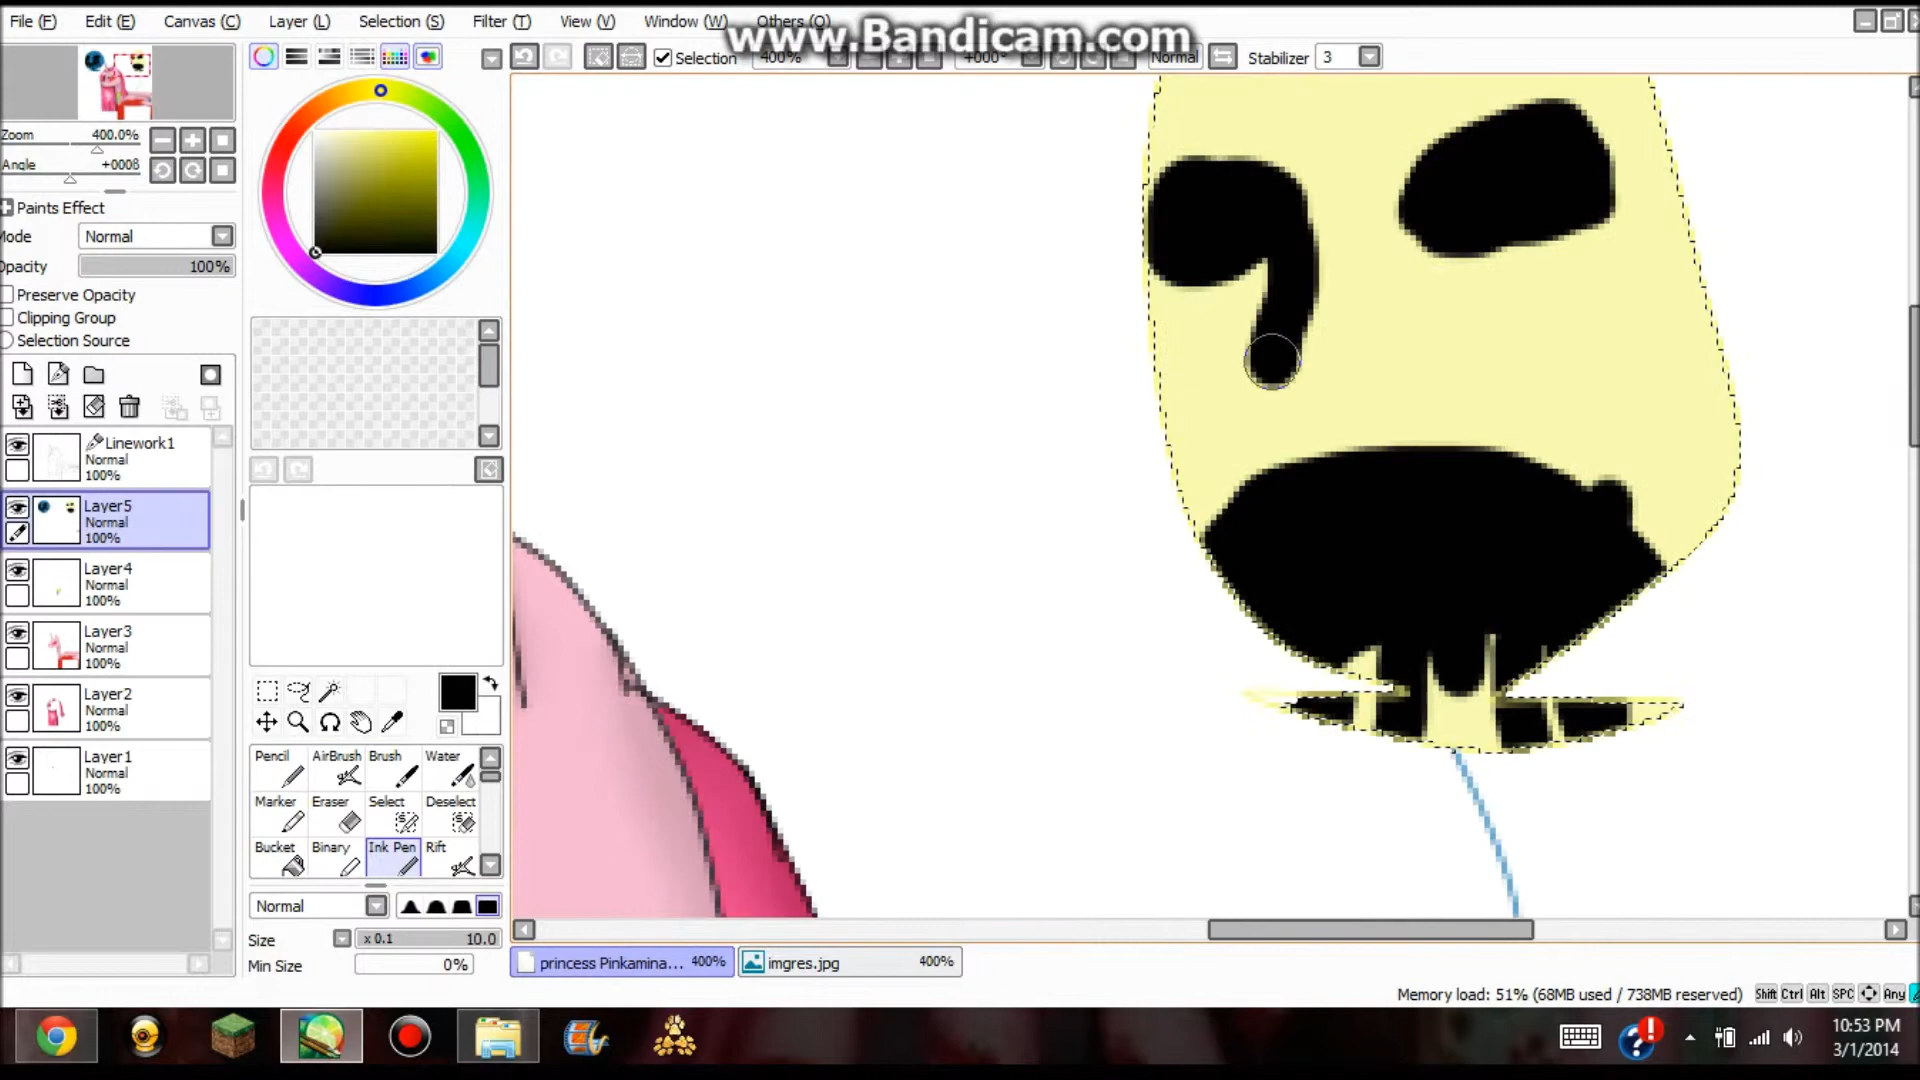 File (F) Edit (E) Canvas (C) Layer (L) Selection (S) Filter (T) View (V) Window (W) Others (O)
www.Bandicam.com
Selection 400% +000° Normal Stabilizer 3
Zoom 400.0%
Angle +000ß
Paints Effect
Mode Normal
Opacity 100%
Preserve Opacity
Clipping Group
Selection Source
Linework1
Normal
100%
Layer5
Normal
100%
Layer4
Normal
100%
Layer3
Normal
100%
Layer2
Normal
100%
Layer1
Normal
100%
Pencil AirBrush Brush Water
Marker Eraser Select Deselect
Bucket Binary Ink Pen Rift
Normal
Size x 0.1 10.0
Min Size 0%
princess Pinkamina... 400% imgres.jpg 400%
Memory load: 51% (68MB used / 738MB reserved) Shift Ctrl Alt SPC Any
10:53 PM
3/1/2014